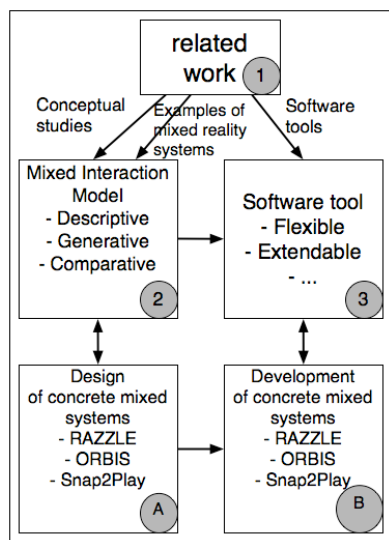 related
work
1
Conceptual
studies
Examples of
mixed reality
systems
Software
tools
Mixed Interaction
Model
- Descriptive
- Generative
- Comparative
2
Software tool
- Flexible
- Extendable
- ...
3
Design
of concrete mixed
systems
- RAZZLE
- ORBIS
- Snap2Play
A
Development
of concrete mixed
systems
- RAZZLE
- ORBIS
- Snap2Play
B